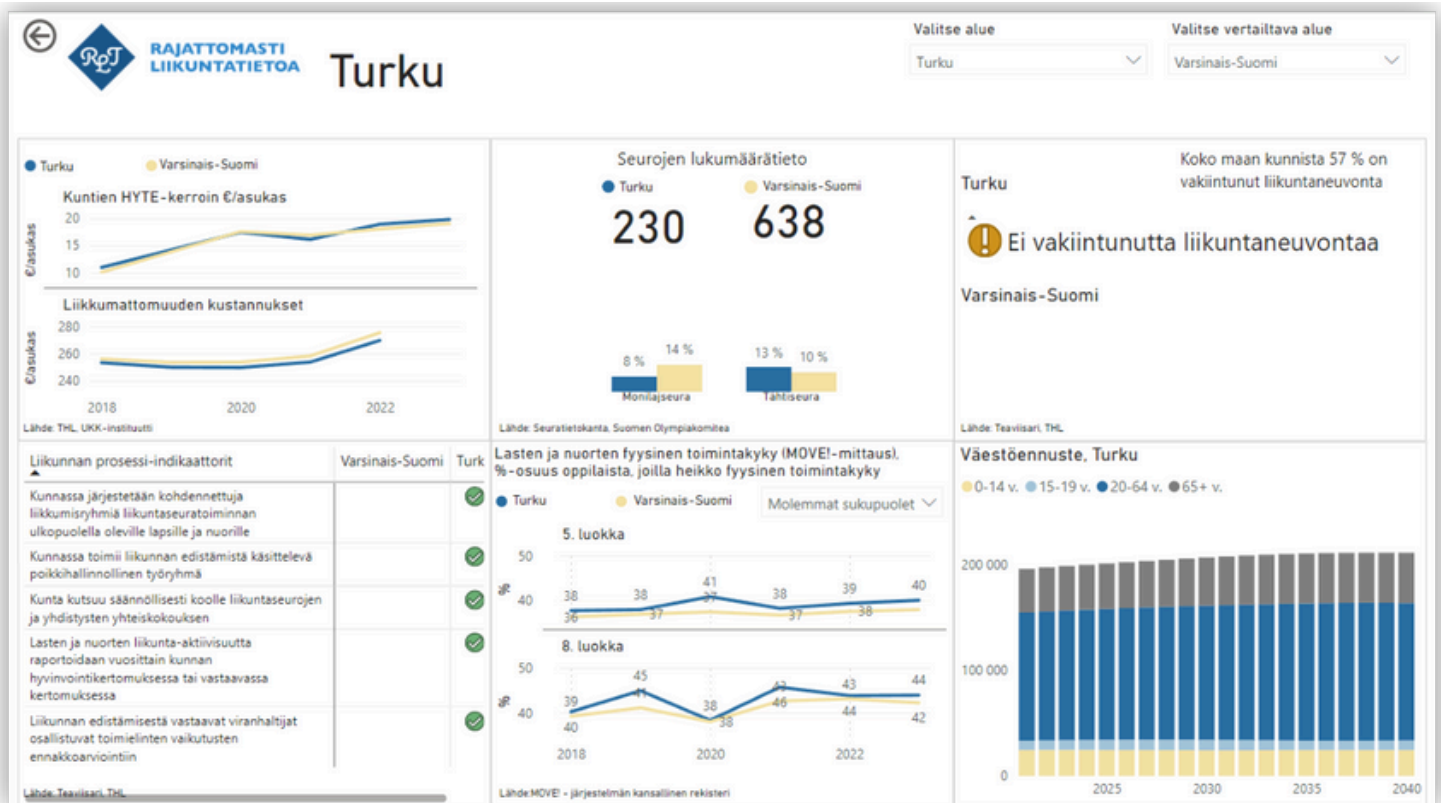 RAJATTOMASTI
LIIKUNTATIETOA
RLT
Turku
Valitse alue
Turku
Valitse vertailtava alue
Varsinais-Suomi
Turku
Varsinais-Suomi
Kuntien HYTE-kerroin €/asukas
€/asukas
20
15
10
Liikkumattomuuden kustannukset
€/asukas
280
260
240
2018
2020
2022
Lähde: THL, UKK-instituutti
Seurojen lukumäärätieto
Turku
Varsinais-Suomi
230
638
8 %
14 %
13 %
10 %
Monilajiseura
Tähtiseura
Lähde: Seuratietokanta, Suomen Olympiakomitea
Koko maan kunnista 57 % on
vakiintunut liikuntaneuvonta
Turku
Ei vakiintunutta liikuntaneuvontaa
Varsinais-Suomi
Lähde: Teaviisari, THL
Liikunnan prosessi-indikaattorit
Varsinais-Suomi
Turk
Kunnassa järjestetään kohdennettuja
liikkumisryhmiä liikuntaseuratoiminnan
ulkopuolella oleville lapsille ja nuorille
Kunnassa toimii liikunnan edistämistä käsittelevä
poikkihallinnollinen työryhmä
Kunta kutsuu säännöllisesti koolle liikuntaseurojen
ja yhdistysten yhteiskokouksen
Lasten ja nuorten liikunta-aktiivisuutta
raportoidaan vuosittain kunnan
hyvinvointikertomuksessa tai vastaavassa
kertomuksessa
Liikunnan edistämisestä vastaavat viranhaltijat
osallistuvat toimielinten vaikutusten
ennakkoarviointiin
Lähde: Teaviisari, THL
Lasten ja nuorten fyysinen toimintakyky (MOVE!-mittaus),
%-osuus oppilaista, joilla heikko fyysinen toimintakyky
Turku
Varsinais-Suomi
Molemmat sukupuolet
5. luokka
%
50
40
38
38
41
38
39
40
36
37
37
37
38
8. luokka
%
50
40
39
45
38
43
43
44
40
41
38
46
44
42
2018
2020
2022
Lähde:MOVE! - järjestelmän kansallinen rekisteri
Väestöennuste, Turku
0-14 v.
15-19 v.
20-64 v.
65+ v.
200 000
100 000
0
2025
2030
2035
2040